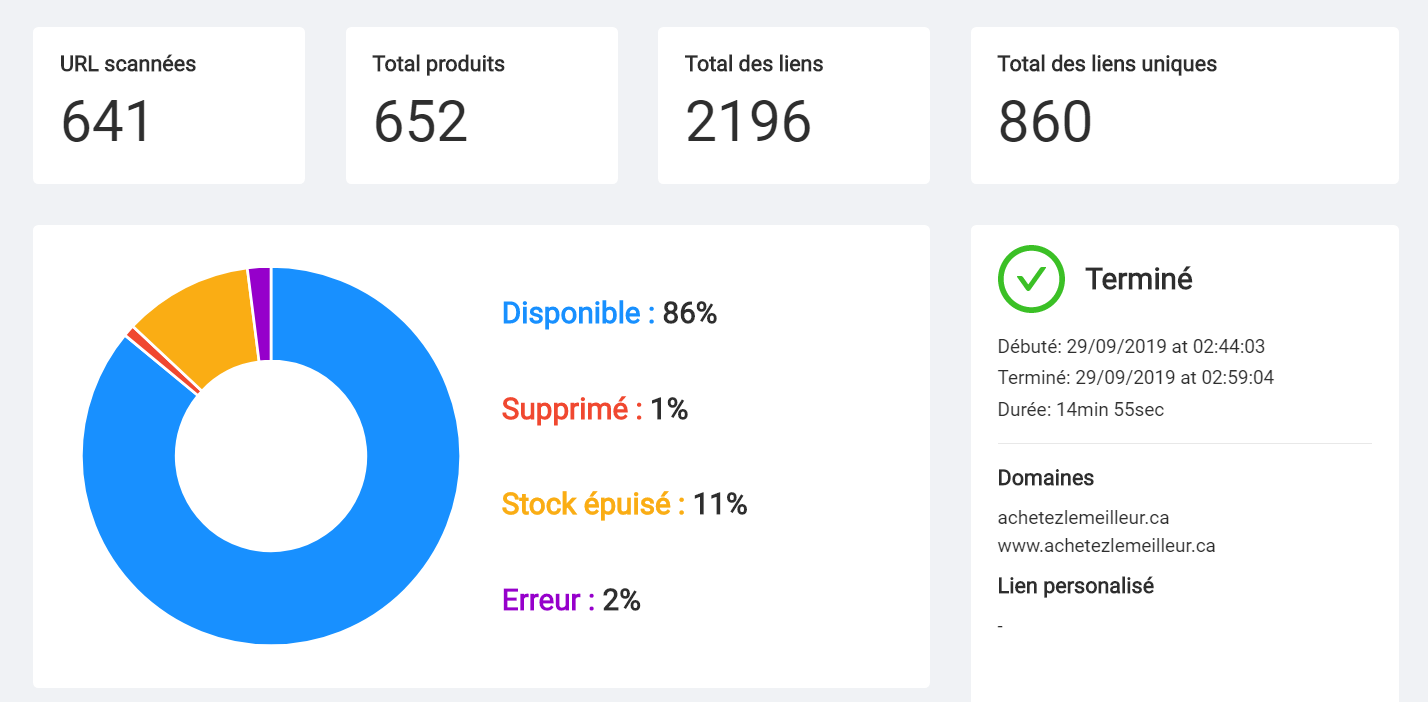 URL scannées
641
Total produits
652
Total des liens
2196
Total des liens uniques
860
Disponible : 86%
Supprimé : 1%
Stock épuisé : 11%
Erreur : 2%
Terminé
Débuté: 29/09/2019 at 02:44:03
Terminé: 29/09/2019 at 02:59:04
Durée: 14min 55sec
Domaines
achetezlemeilleur.ca
www.achetezlemeilleur.ca
Lien personalisé
-